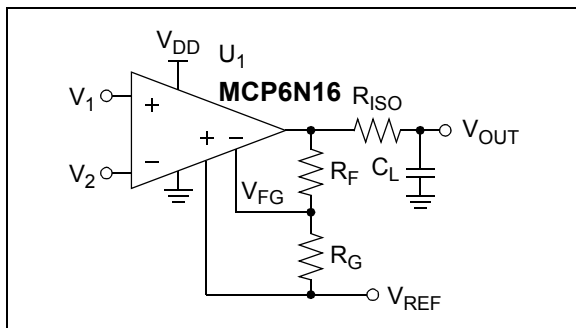 V_DD U_1
MCP6N16
V_1 + R_ISO
+ − V_OUT
V_2 − R_F C_L
V_FG
R_G
V_REF